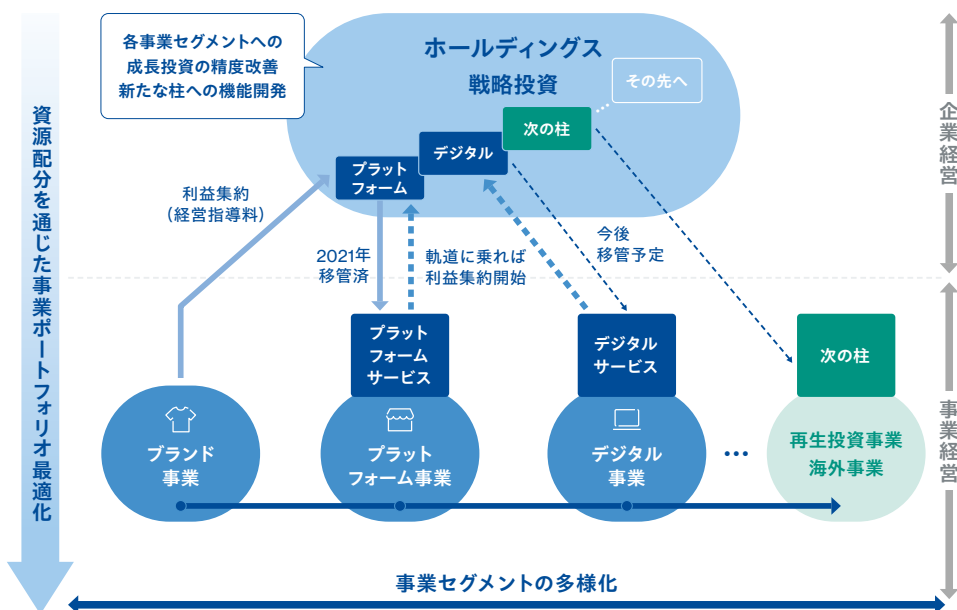 各事業セグメントへの
成長投資の精度改善
新たな柱への機能開発
ホールディングス
戦略投資
その先へ
次の柱
デジタル
プラット
フォーム
利益集約
（経営指導料）
2021年
移管済
軌道に乗れば
利益集約開始
今後
移管予定
プラット
フォーム
サービス
デジタル
サービス
次の柱
ブランド
事業
プラット
フォーム事業
デジタル
事業
…
再生投資事業
海外事業
資源配分を通じた事業ポートフォリオ最適化
企業経営
事業経営
事業セグメントの多様化